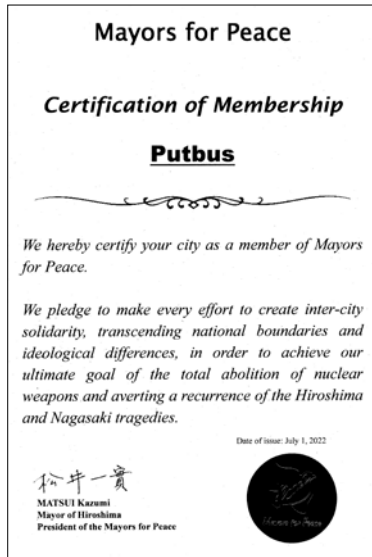 Mayors for Peace
Certification of Membership
Putbus
We hereby certify your city as a member of Mayors
for Peace.
We pledge to make every effort to create inter-city
solidarity, transcending national boundaries and
ideological differences, in order to achieve our
ultimate goal of the total abolition of nuclear
weapons and averting a recurrence of the Hiroshima
and Nagasaki tragedies.
Date of issue: July 1, 2022
松井一實
MATSUI Kazumi
Mayor of Hiroshima
President of the Mayors for Peace
Mayors for Peace